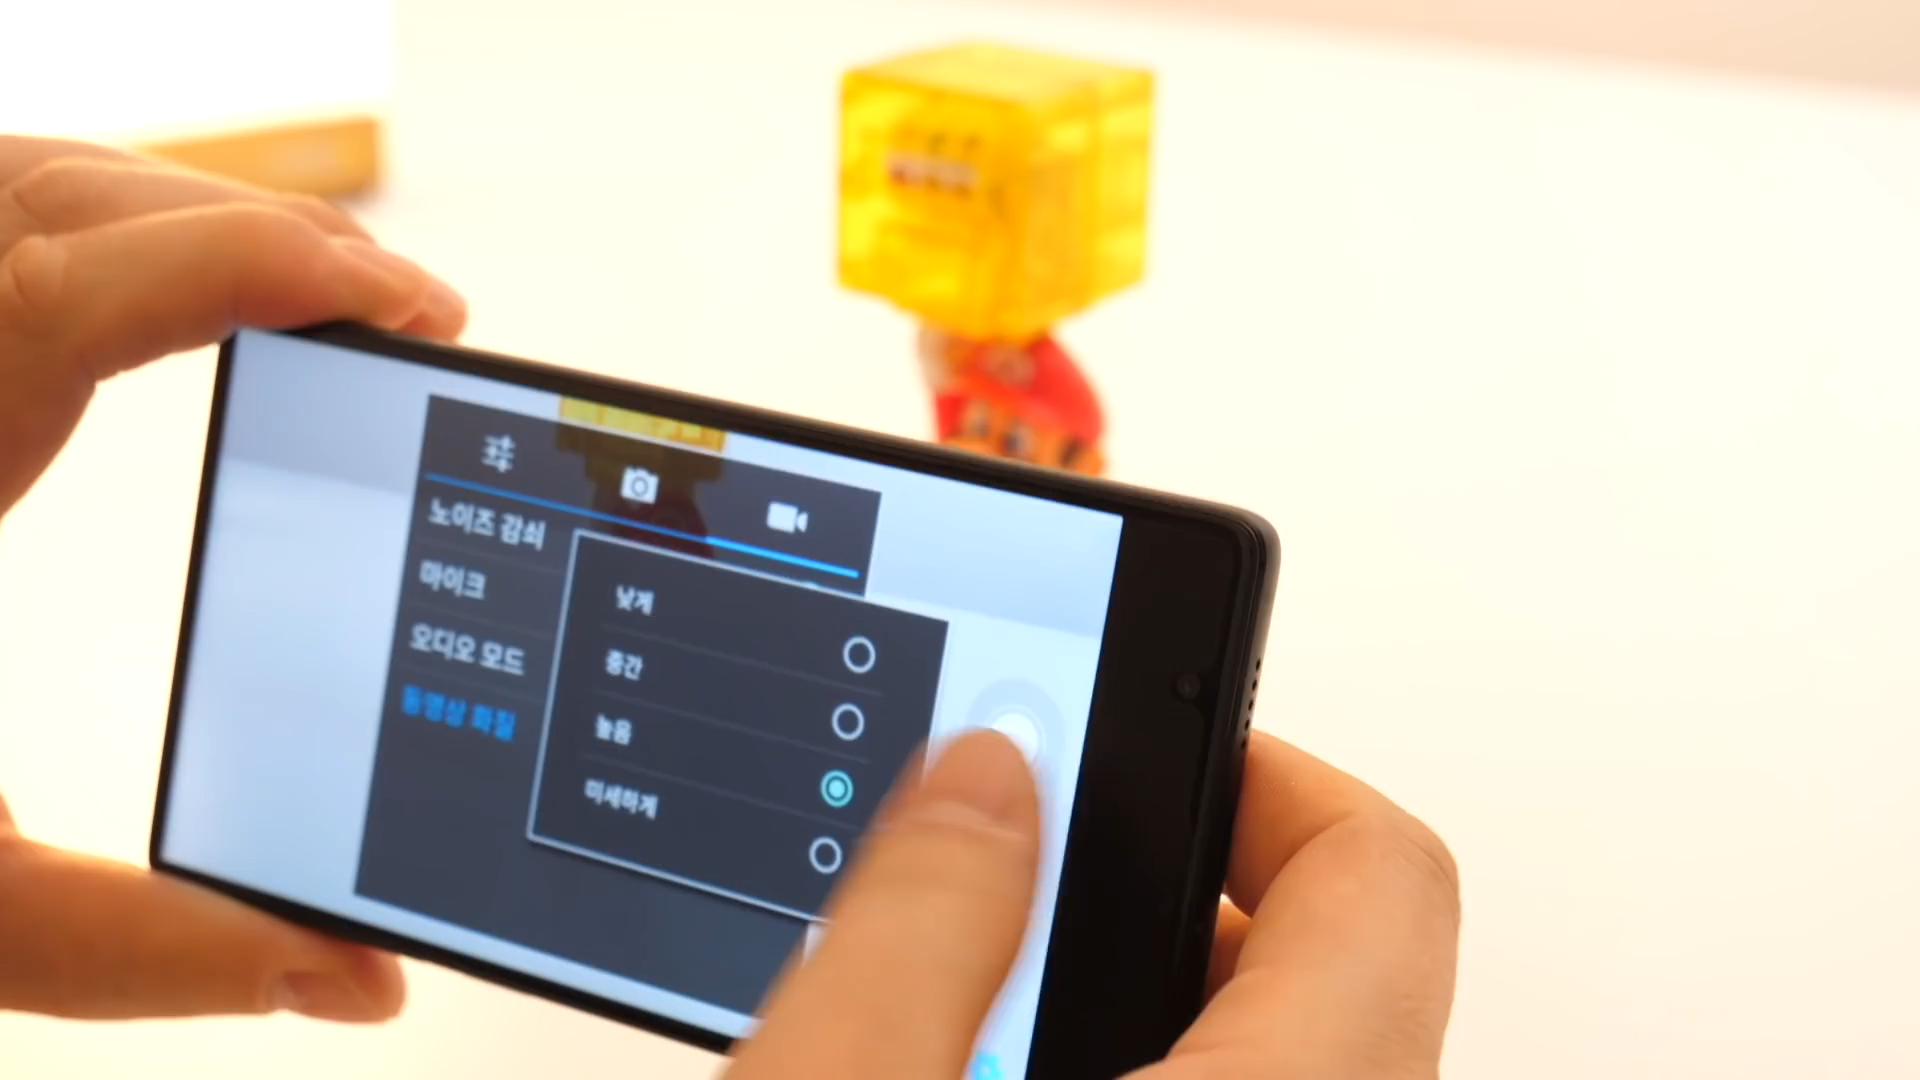 노이즈 감쇠
마이크
오디오 모드
동영상 화질
낮게
중간
높음
미세하게